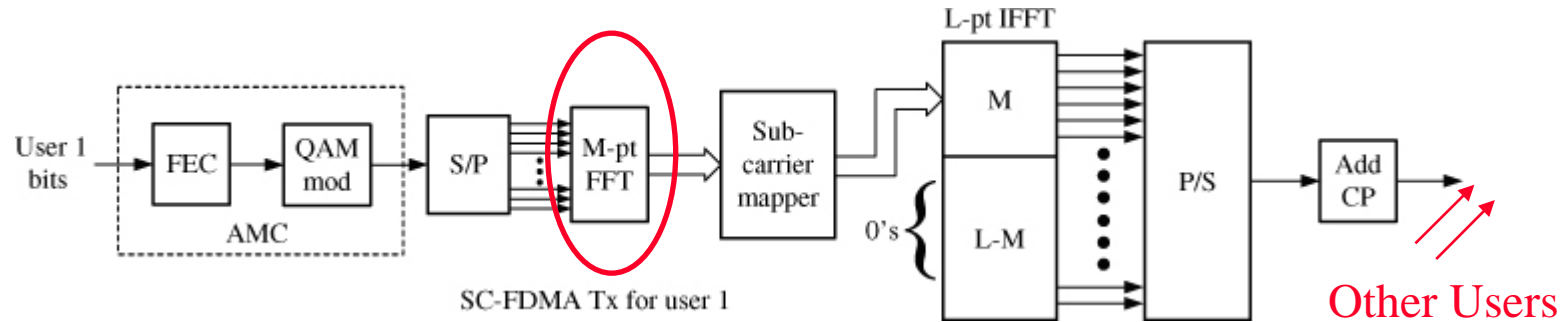 L-pt IFFT
User 1
bits
FEC
QAM
mod
AMC
S/P
M-pt
FFT
Sub-
carrier
mapper
M
0's
L-M
P/S
Add
CP
SC-FDMA Tx for user 1
Other Users